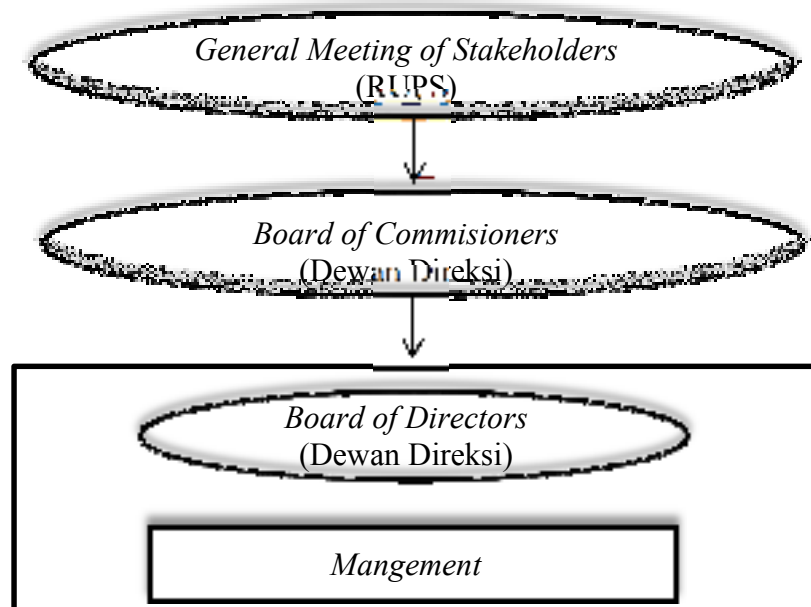 General Meeting of Stakeholders
(RUPS)
Board of Commisioners
(Dewan Direksi)
Board of Directors
(Dewan Direksi)
Mangement